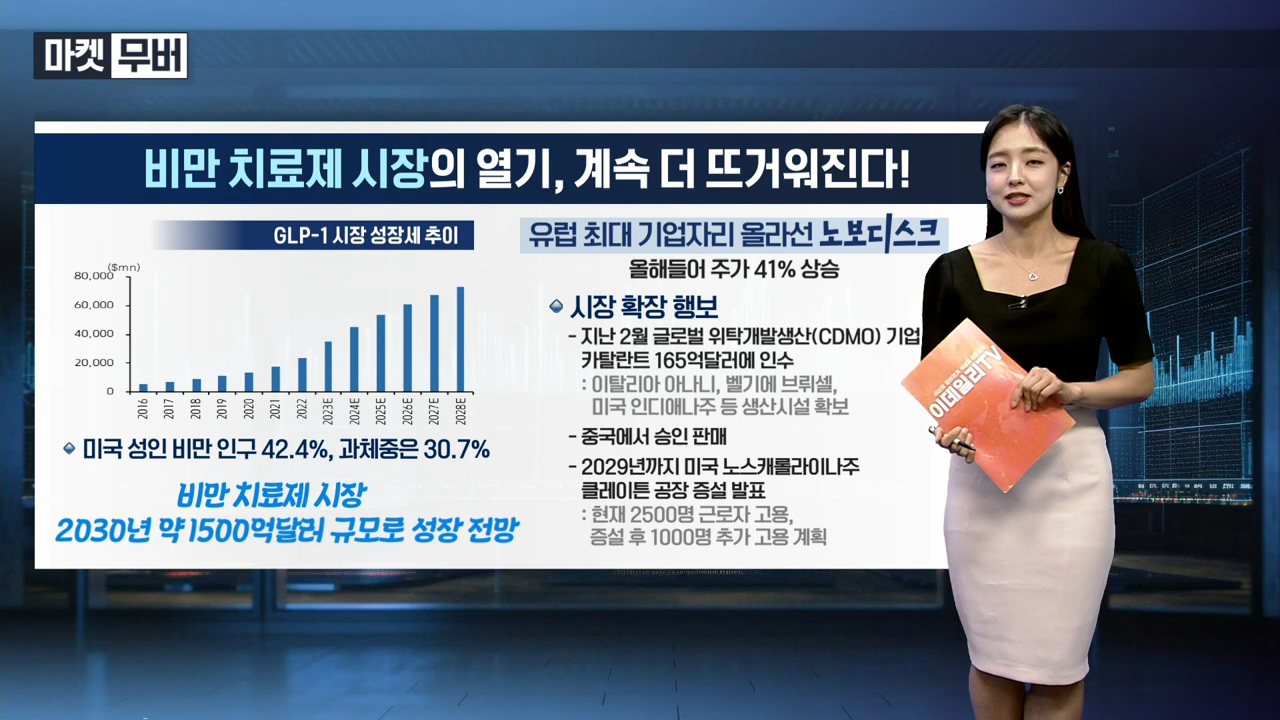 마켓무버
비만 치료제 시장의 열기, 계속 더 뜨거워진다!
GLP-1 시장 성장세 추이
($mn)
80,000
60,000
40,000
20,000
0
2016 2017 2018 2019 2020 2021 2022 2023E 2024E 2025E 2026E 2027E 2028E
미국 성인 비만 인구 42.4%, 과체중은 30.7%
비만 치료제 시장
2030년 약 1500억달러 규모로 성장 전망
유럽 최대 기업자리 올라선 노보디스크
올해들어 주가 41% 상승
시장 확장 행보
- 지난 2월 글로벌 위탁개발생산(CDMO) 기업
카탈란트 165억달러에 인수
: 이탈리아 아나니, 벨기에 브뤼셀,
미국 인디애나주 등 생산시설 확보
- 중국에서 승인 판매
- 2029년까지 미국 노스캐롤라이나주
클레이튼 공장 증설 발표
: 현재 2500명 근로자 고용,
증설 후 1000명 추가 고용 계획
이데일리TV